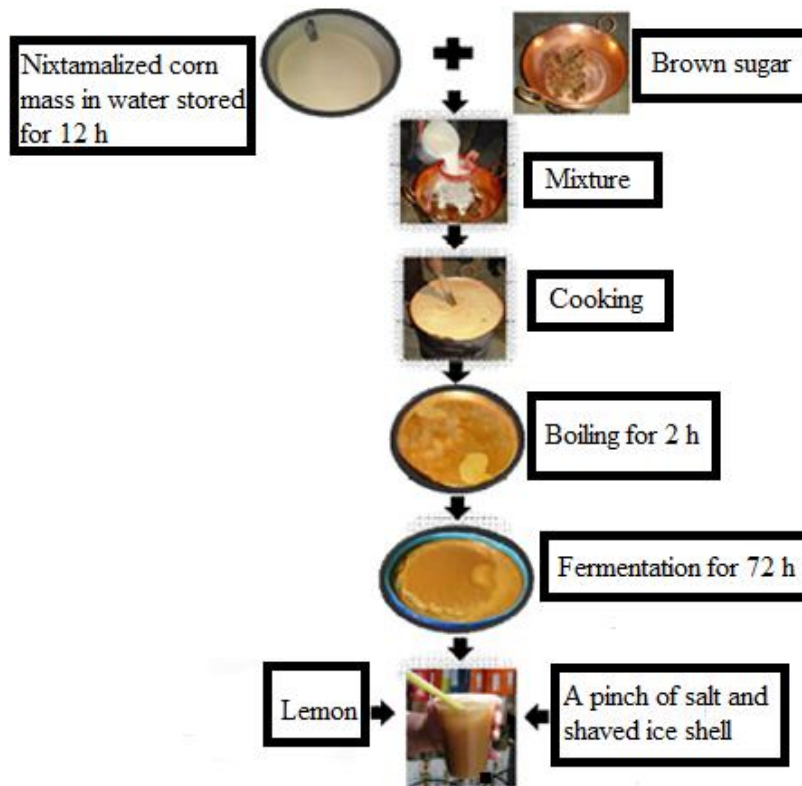 Nixtamalized corn
mass in water stored
for 12 h
Brown sugar
Mixture
Cooking
Boiling for 2 h
Fermentation for 72 h
Lemon
A pinch of salt and
shaved ice shell